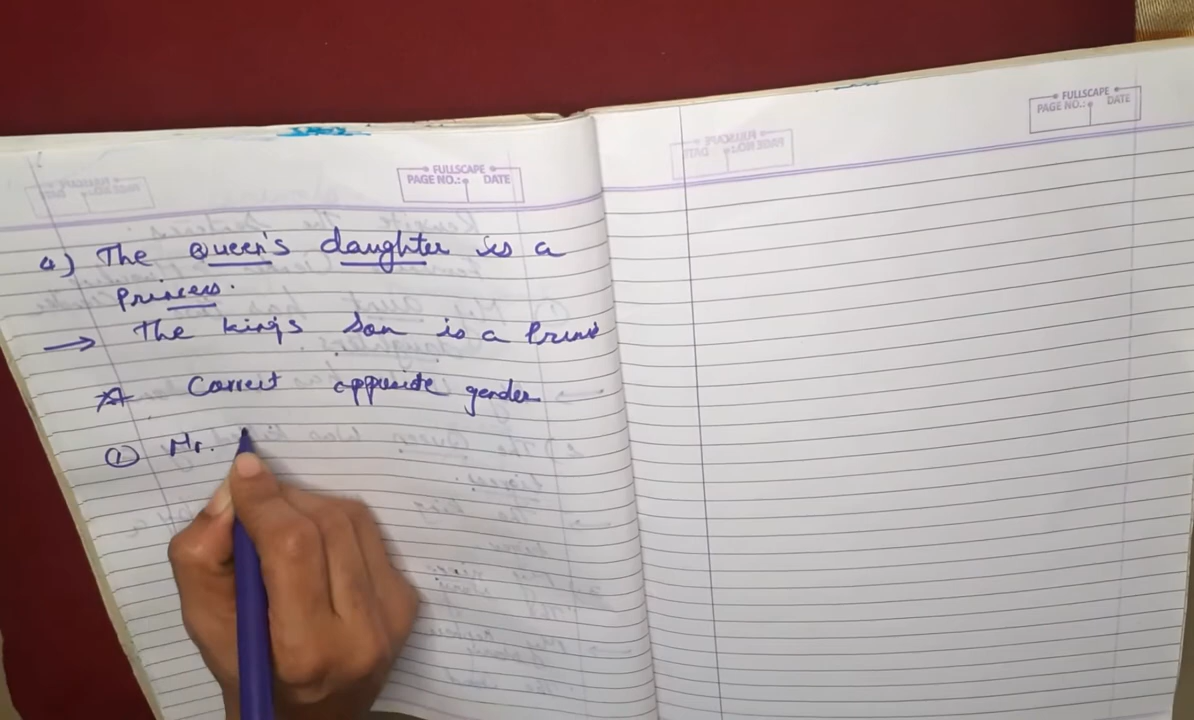 FULLSCAPE
PAGE NO.: DATE
4) The Queen's daughter is a
Princess.
→ The king's Son is a Prince
☆ Correct opposite gender
① Mr.
FULLSCAPE
PAGE NO.: DATE